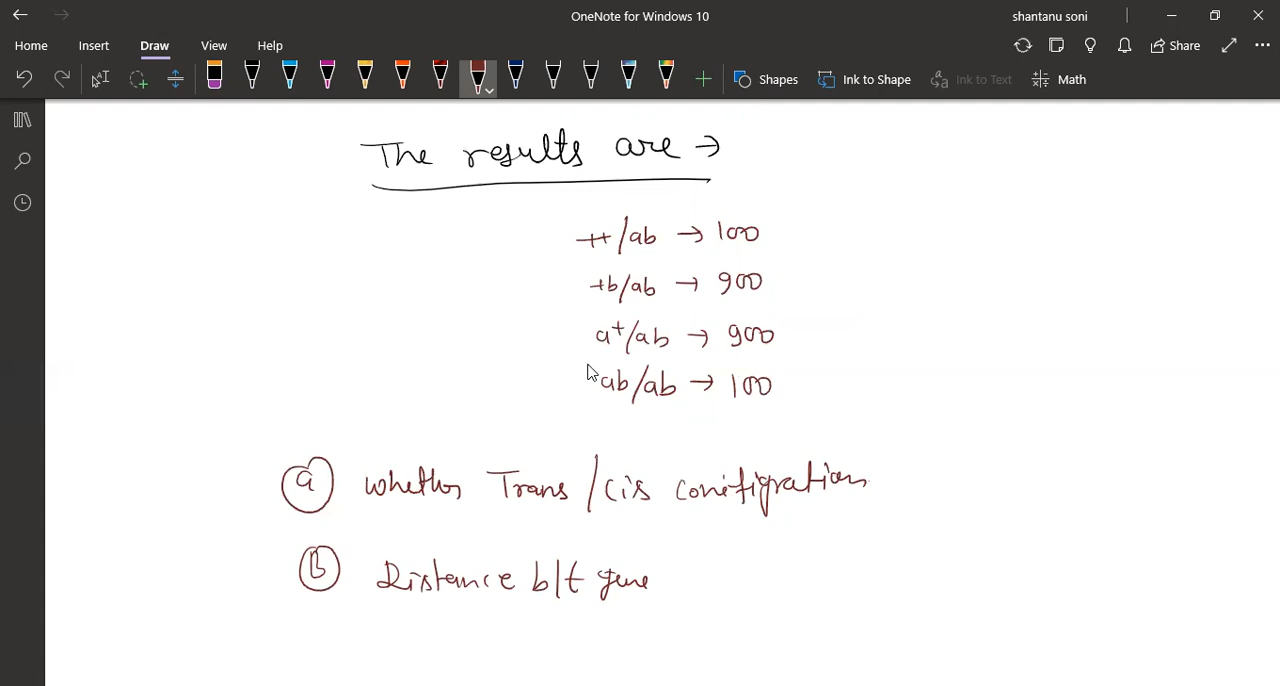 OneNote for Windows 10
shantanu soni
Home Insert Draw View Help
Share
Shapes Ink to Shape Ink to Text Math
The results are →
++/ab → 100
+b/ab → 900
a+/ab → 900
ab/ab → 100
(a) whether Trans/cis configration
(b) Distance b/t gene